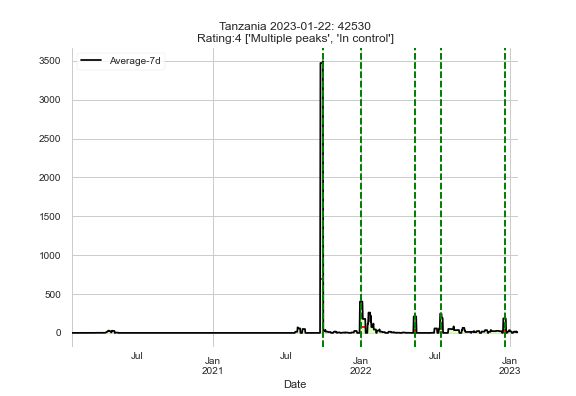 Tanzania 2023-01-22: 42530
Rating:4 ['Multiple peaks', 'In control']
Average-7d
3500
3000
2500
2000
1500
1000
500
0
Jul
Jan
2021
Jul
Jan
2022
Jul
Jan
2023
Date